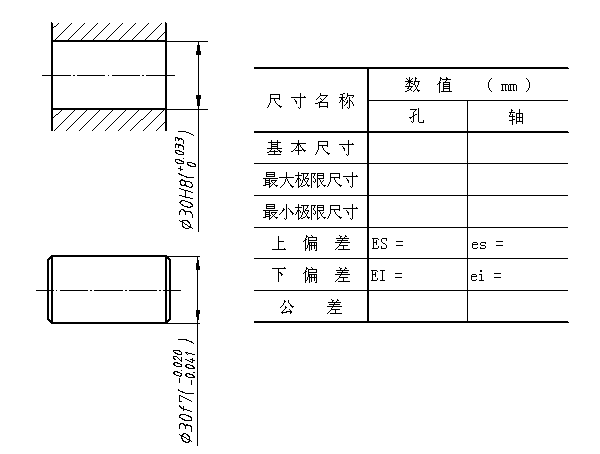 φ30H8(+0.033 0)
φ30f7(-0.020 -0.041)
尺寸名称 数值 (mm)
孔 轴
基本尺寸
最大极限尺寸
最小极限尺寸
上偏差 ES = es =
下偏差 EI = ei =
公差